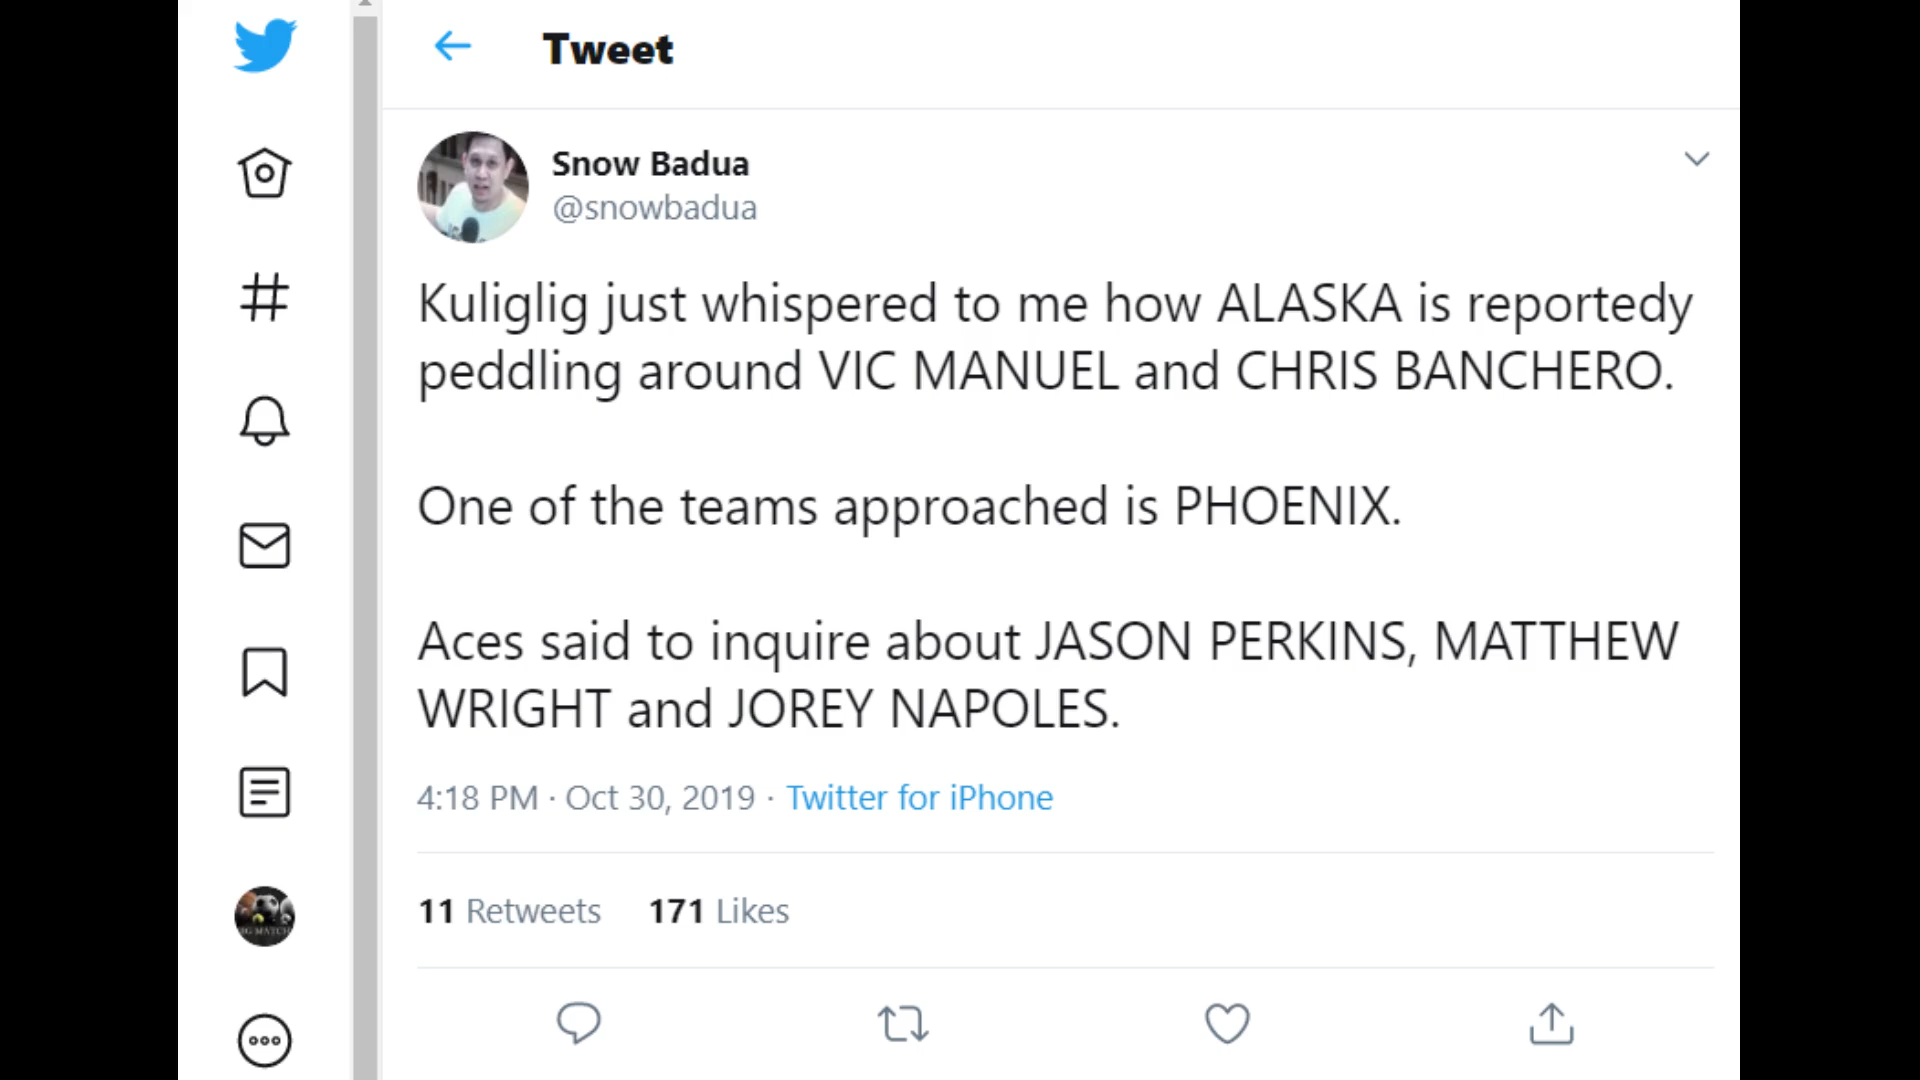 Tweet
Snow Badua
@snowbadua
Kuliglig just whispered to me how ALASKA is reportedy
peddling around VIC MANUEL and CHRIS BANCHERO.
One of the teams approached is PHOENIX.
Aces said to inquire about JASON PERKINS, MATTHEW
WRIGHT and JOREY NAPOLES.
4:18 PM · Oct 30, 2019 · Twitter for iPhone
11 Retweets 171 Likes